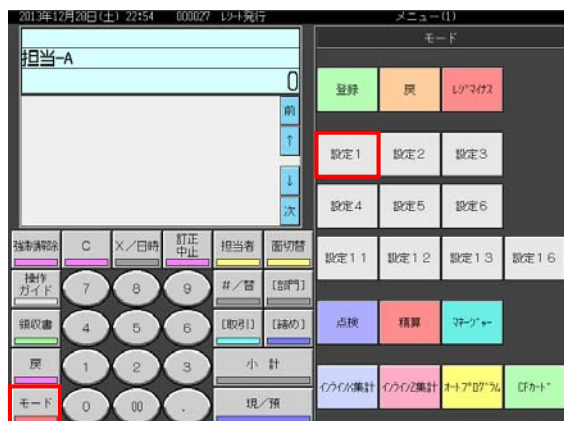 2013年12月28日(土) 22:54 000027 レシート発行 メニュー(1)
モード
担当-A
0
前
↑
↓
次
登録 戻 レジマイナス
設定1 設定2 設定3
設定4 設定5 設定6
設定11 設定12 設定13 設定16
点検 精算 マネージャー
インラインX集計 インラインZ集計 オートプログラム CFカード
強制解除 C ×/日時 訂正中止 担当者 面切替
操作ガイド 7 8 9 #/替 [部門]
領収書 4 5 6 [取引] [締め]
戻 1 2 3 小 計
モード 0 00 . 現/預